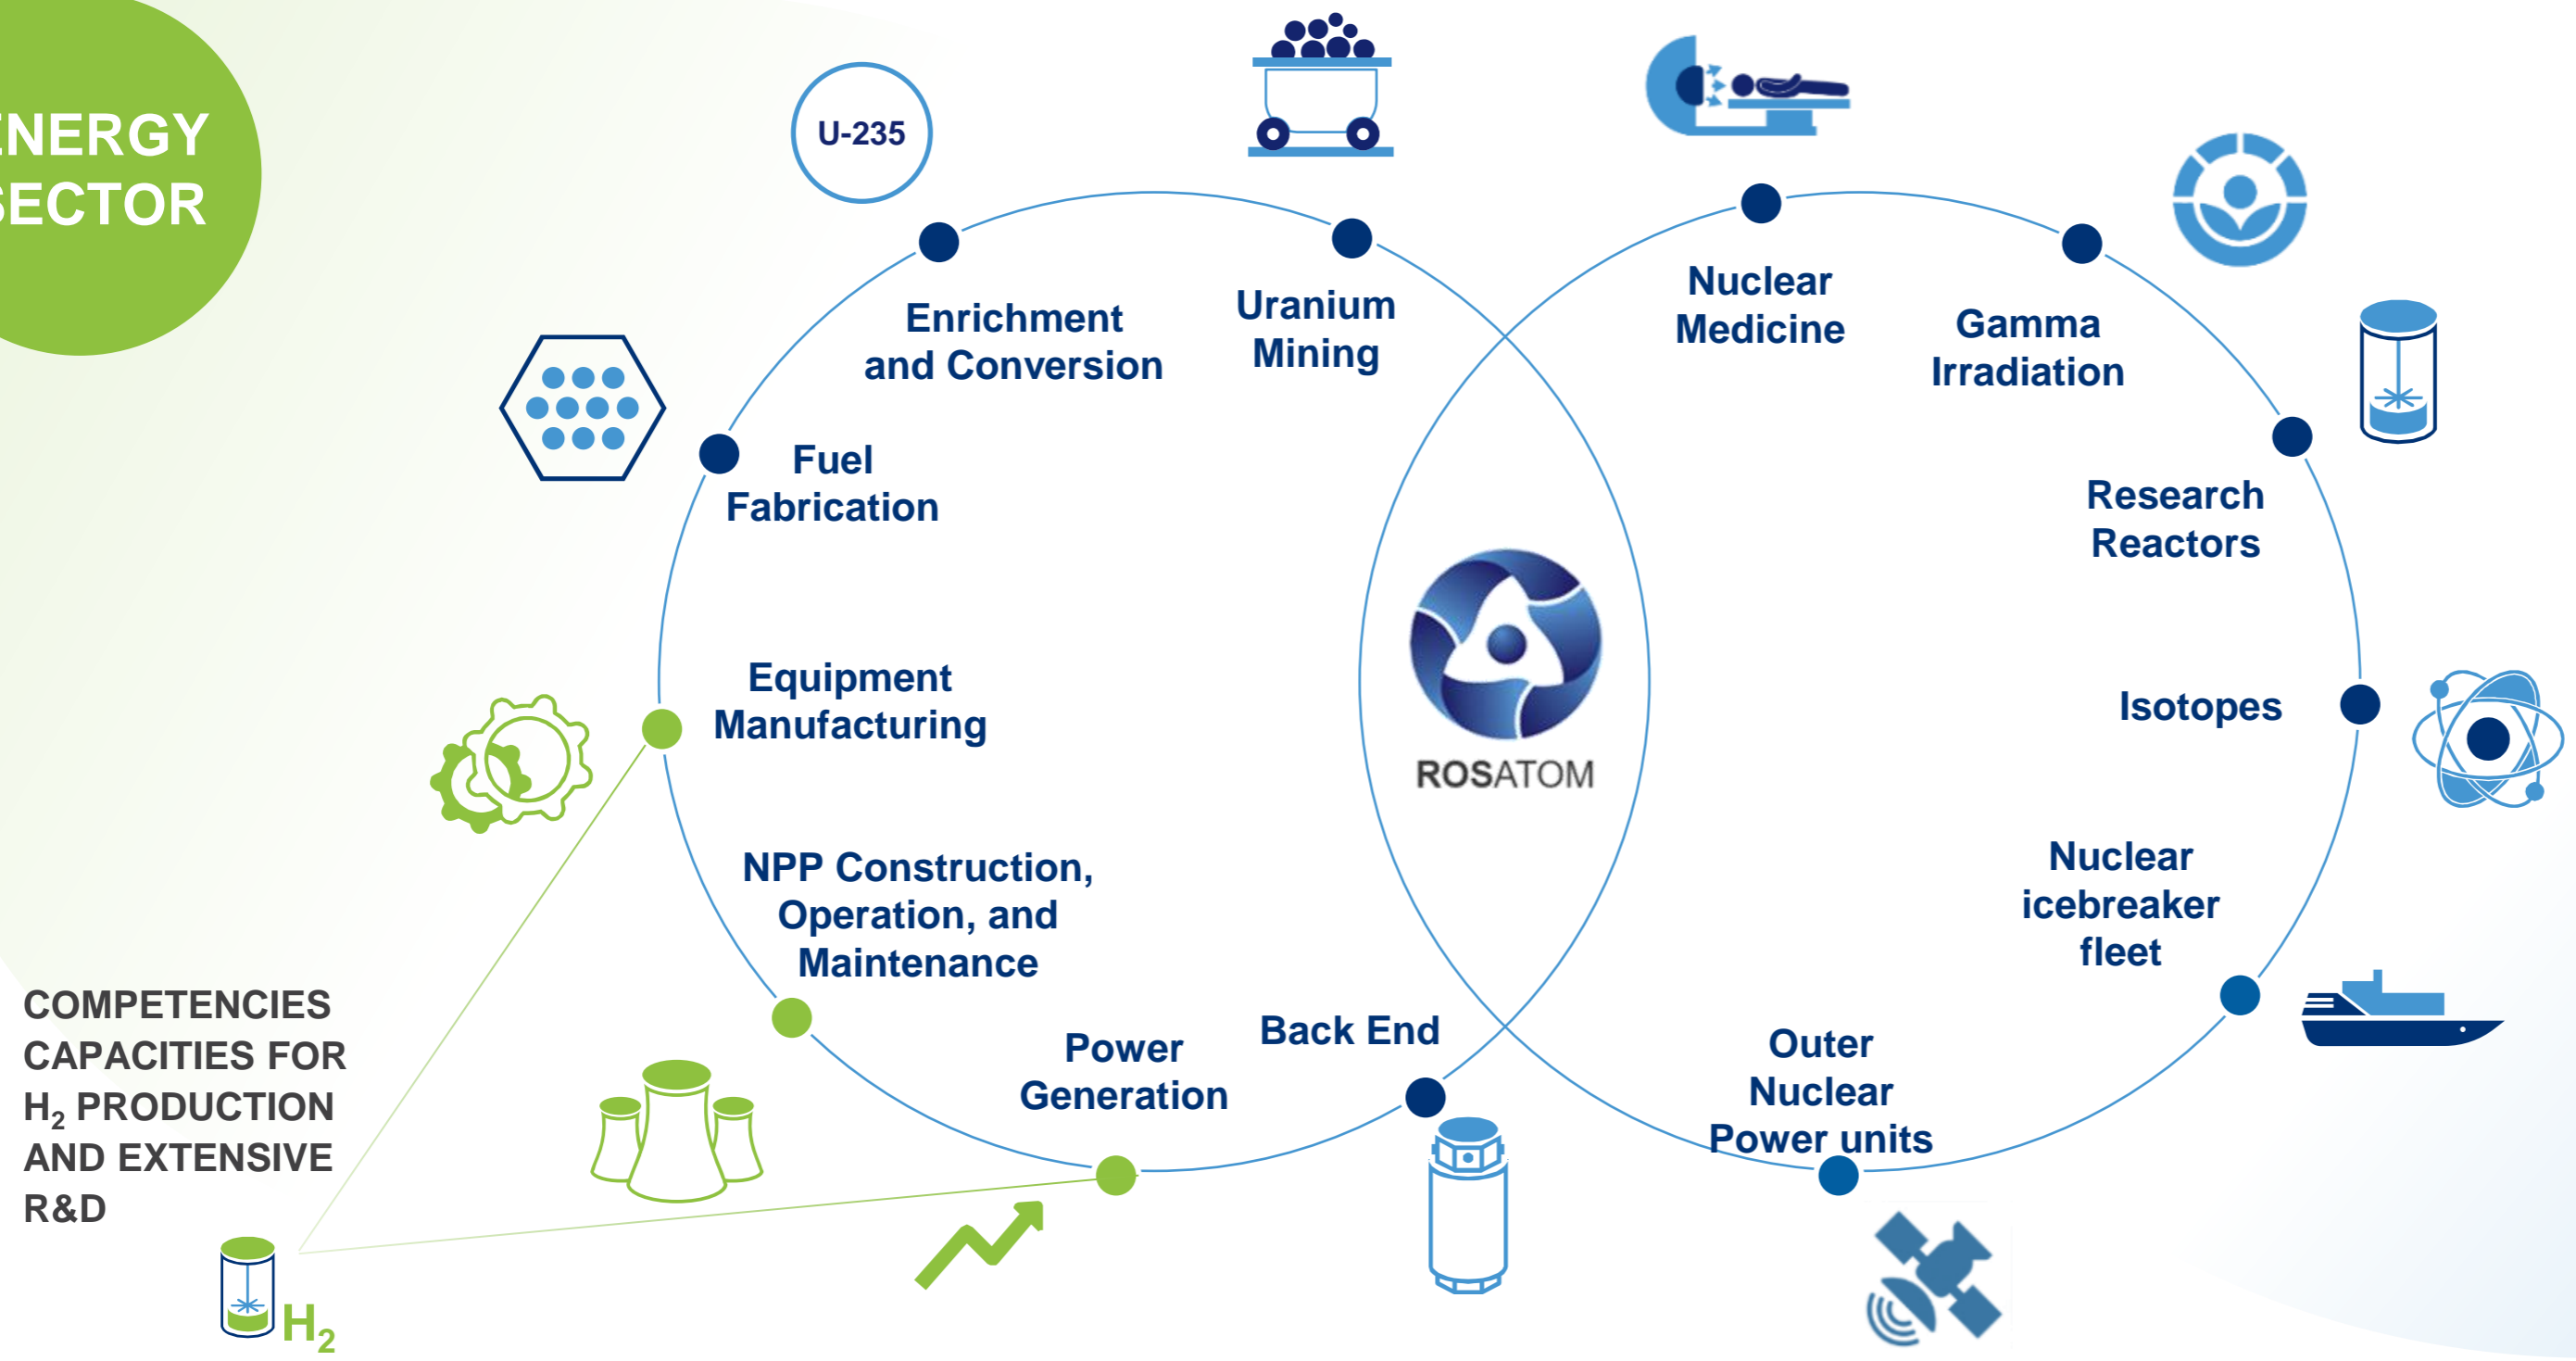 ENERGY
SECTOR
U-235
Enrichment
and Conversion
Uranium
Mining
Nuclear
Medicine
Gamma
Irradiation
Fuel
Fabrication
Research
Reactors
Equipment
Manufacturing
ROSATOM
Isotopes
NPP Construction,
Operation, and
Maintenance
Nuclear
icebreaker
fleet
Power
Generation
Back End
Outer
Nuclear
Power units
COMPETENCIES
CAPACITIES FOR
H₂ PRODUCTION
AND EXTENSIVE
R&D
H₂